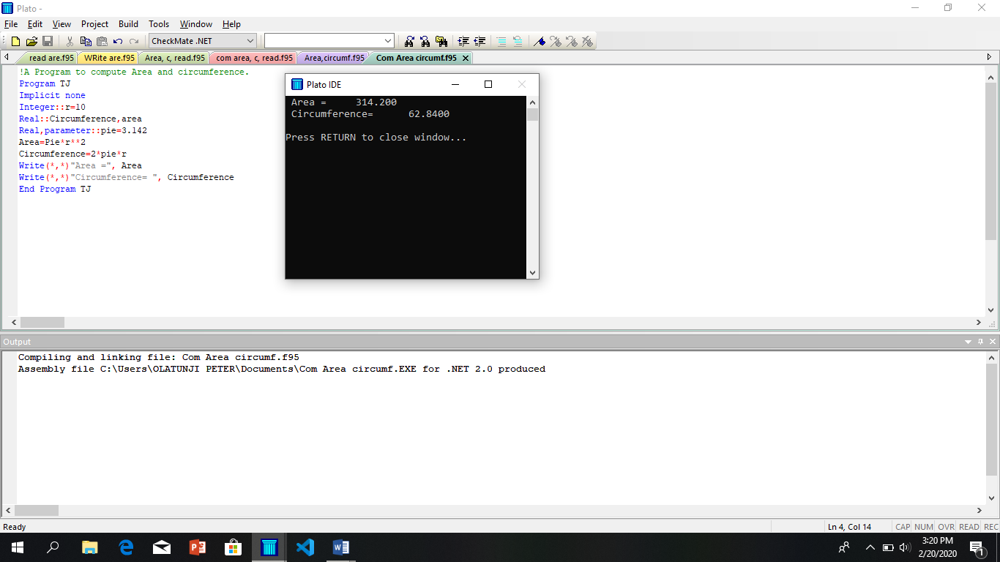 Plato -
File Edit View Project Build Tools Window Help
CheckMate .NET
read are.f95 WRite are.f95 Area, c, read.f95 com area, c, read.f95 Area,circumf.f95 Com Area circumf.f95
!A Program to compute Area and circumference.
Program TJ
Implicit none
Integer::r=10
Real::Circumference,area
Real,parameter::pie=3.142
Area=Pie*r**2
Circumference=2*pie*r
Write(*,*)"Area =", Area
Write(*,*)"Circumference= ", Circumference
End Program TJ
Plato IDE
Area = 314.200
Circumference= 62.8400
Press RETURN to close window...
Output
Compiling and linking file: Com Area circumf.f95
Assembly file C:\Users\OLATUNJI PETER\Documents\Com Area circumf.EXE for .NET 2.0 produced
Ready
Ln 4, Col 14
CAP NUM OVR READ REC
3:20 PM
2/20/2020
1